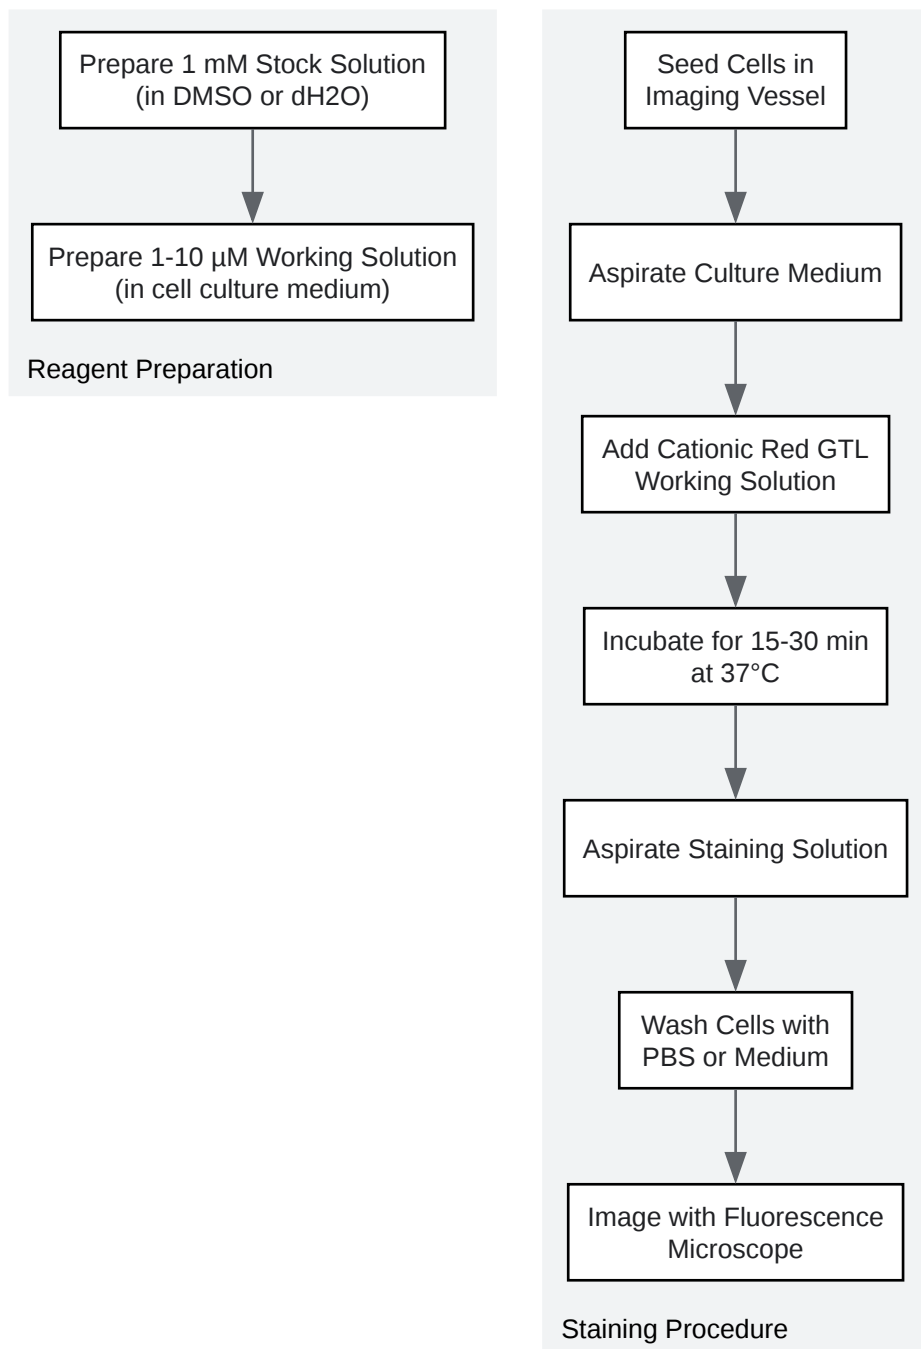 Prepare 1 mM Stock Solution
(in DMSO or dH2O)
Prepare 1-10 µM Working Solution
(in cell culture medium)
Reagent Preparation
Seed Cells in
Imaging Vessel
Aspirate Culture Medium
Add Cationic Red GTL
Working Solution
Incubate for 15-30 min
at 37°C
Aspirate Staining Solution
Wash Cells with
PBS or Medium
Image with Fluorescence
Microscope
Staining Procedure